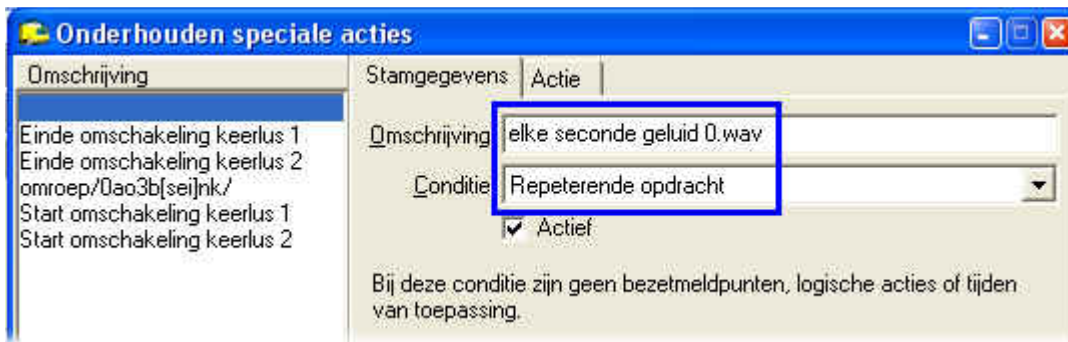 Onderhouden speciale acties
Omschrijving
Einde omschakeling keerlus 1
Einde omschakeling keerlus 2
omroep/0ao3b[sei]nk/
Start omschakeling keerlus 1
Start omschakeling keerlus 2
Stamgegevens Actie
Omschrijving elke seconde geluid 0.wav
Conditie Repeterende opdracht
Actief
Bij deze conditie zijn geen bezetmeldpunten, logische acties of tijden
van toepassing.